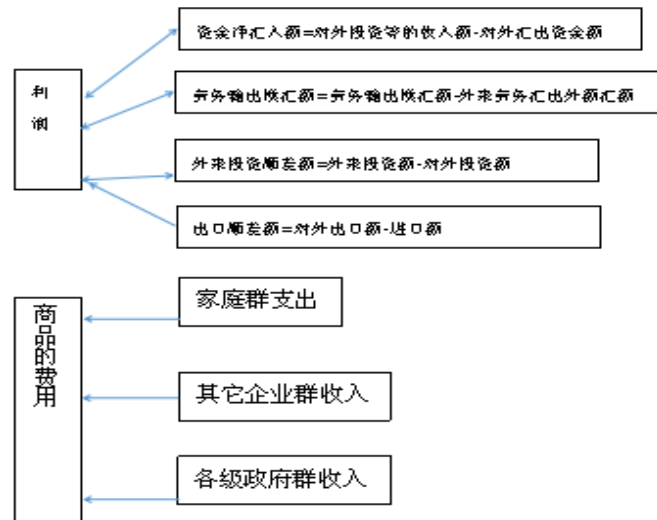 资金净汇入额=对外投资等的收入额-对外汇出资金额
利
润
劳务输出候汇额=劳务输出候汇额-外来劳务汇出外额汇额
外来投资顺差额=外来投资额-对外投资额
出口顺差额=对外出口额-进口额
商品的费用
家庭群支出
其它企业群收入
各级政府群收入